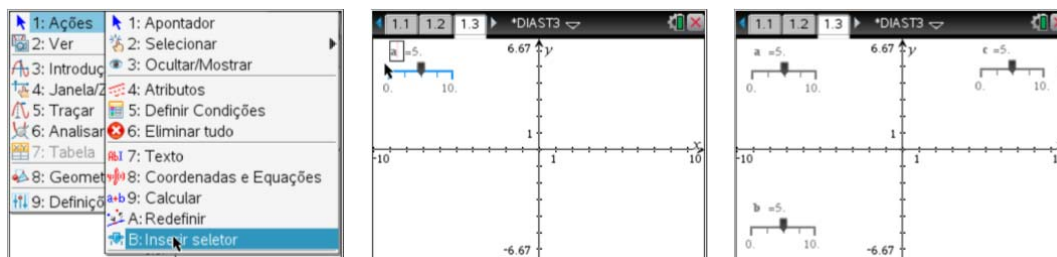 1: Ações
2: Ver
3: Introduç
4: Janela/Z
5: Traçar
6: Analisar
7: Tabela
8: Geomet
9: Definiçõ
1: Apontador
2: Selecionar
3: Ocultar/Mostrar
4: Atributos
5: Definir Condições
6: Eliminar tudo
7: Texto
8: Coordenadas e Equações
9: Calcular
A: Redefinir
B: Inserir seletor
1.1 1.2 1.3 *DIAST3
a =5.
0. 10.
6.67 y
1
-10 1 10 x
-6.67
1.1 1.2 1.3 *DIAST3
a =5.
0. 10.
6.67 y
c =5.
0. 10.
1
-10 1 1
b =5.
0. 10.
-6.67